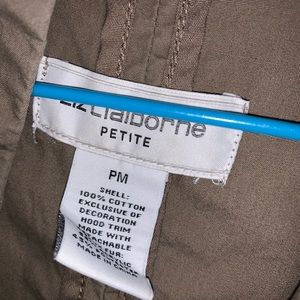 Liz Claiborne
PETITE
PM
SHELL:
100% COTTON
EXCLUSIVE OF
DECORATION
HOOD TRIM
MADE WITH
MADE IN CHINA